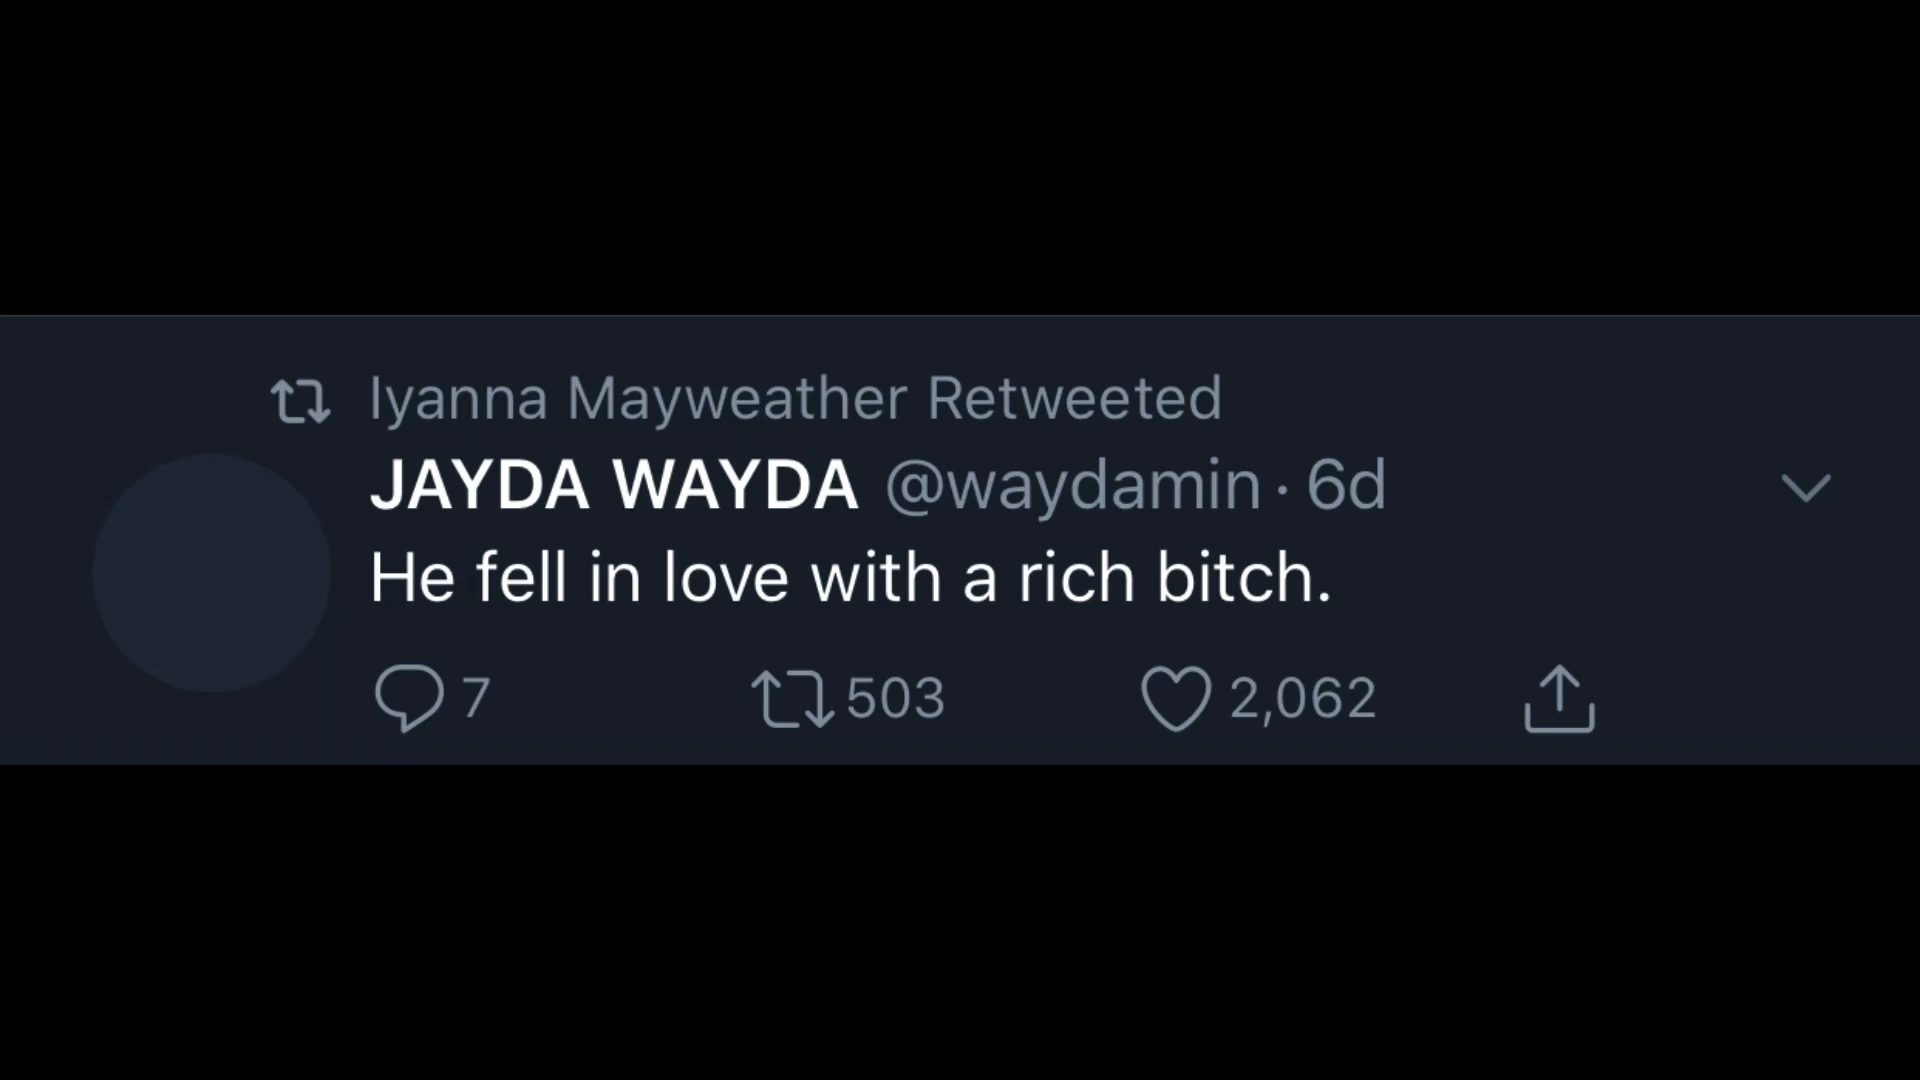 Iyanna Mayweather Retweeted
JAYDA WAYDA @waydamin · 6d
He fell in love with a rich bitch.
7 503 2,062